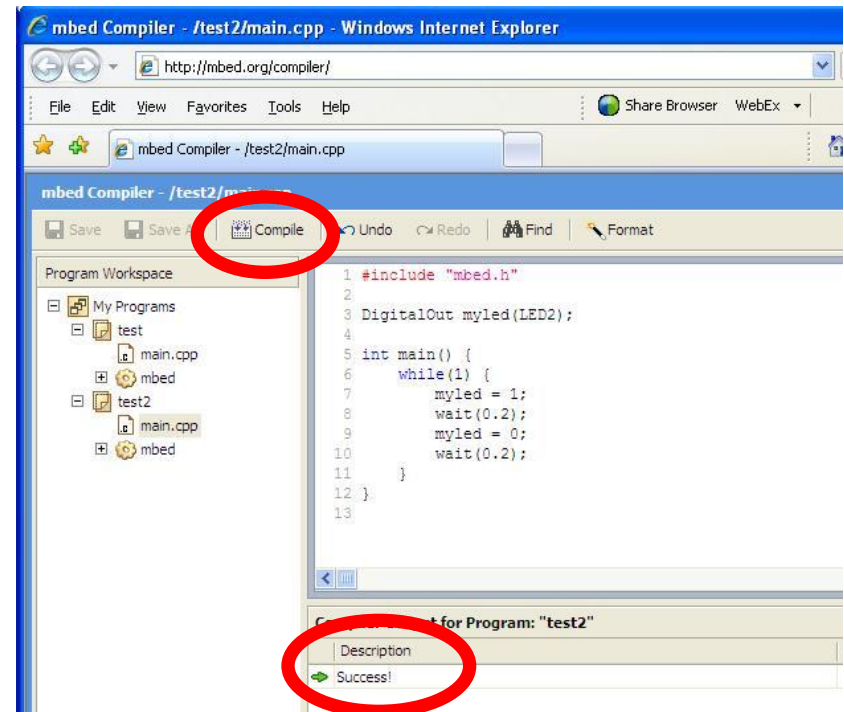 mbed Compiler - /test2/main.cpp - Windows Internet Explorer
http://mbed.org/compiler/
File Edit View Favorites Tools Help Share Browser WebEx
mbed Compiler - /test2/main.cpp
mbed Compiler - /test2/
Save Save Compile Undo Redo Find Format
Program Workspace
My Programs
test
main.cpp
mbed
test2
main.cpp
mbed
1 #include "mbed.h"
2
3 DigitalOut myled(LED2);
4
5 int main() {
6 while(1) {
7 myled = 1;
8 wait(0.2);
9 myled = 0;
10 wait(0.2);
11 }
12 }
13
for Program: "test2"
Description
Success!